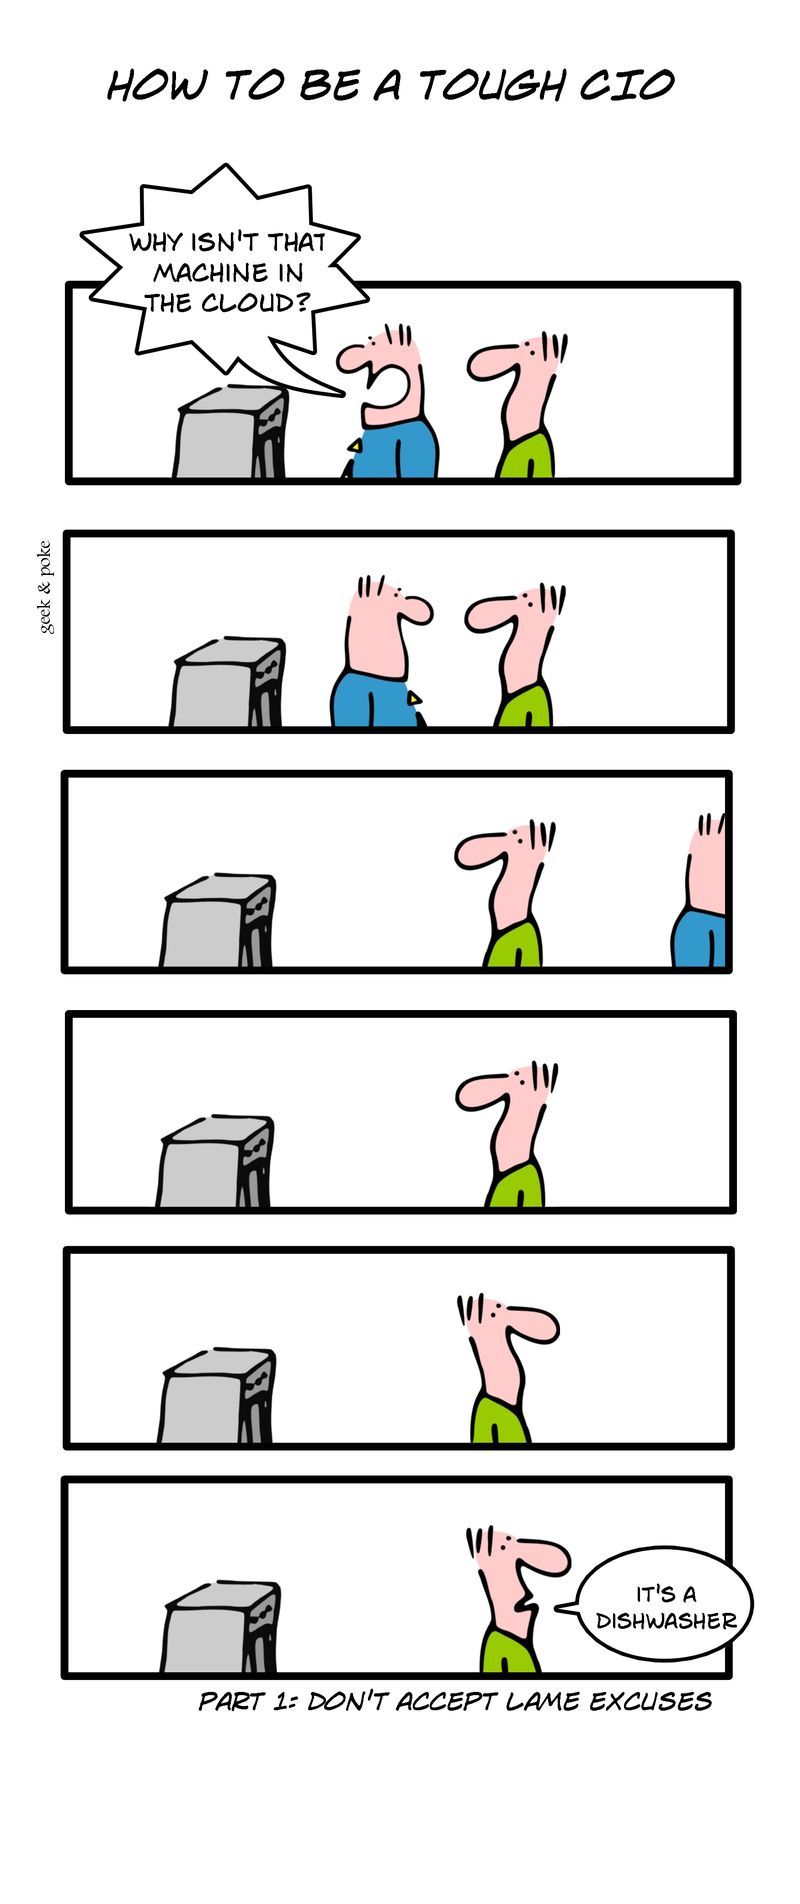 HOW TO BE A TOUGH CIO
WHY ISN'T THAT
MACHINE IN
THE CLOUD?
geek & poke
IT'S A
DISHWASHER
PART 1: DON'T ACCEPT LAME EXCUSES